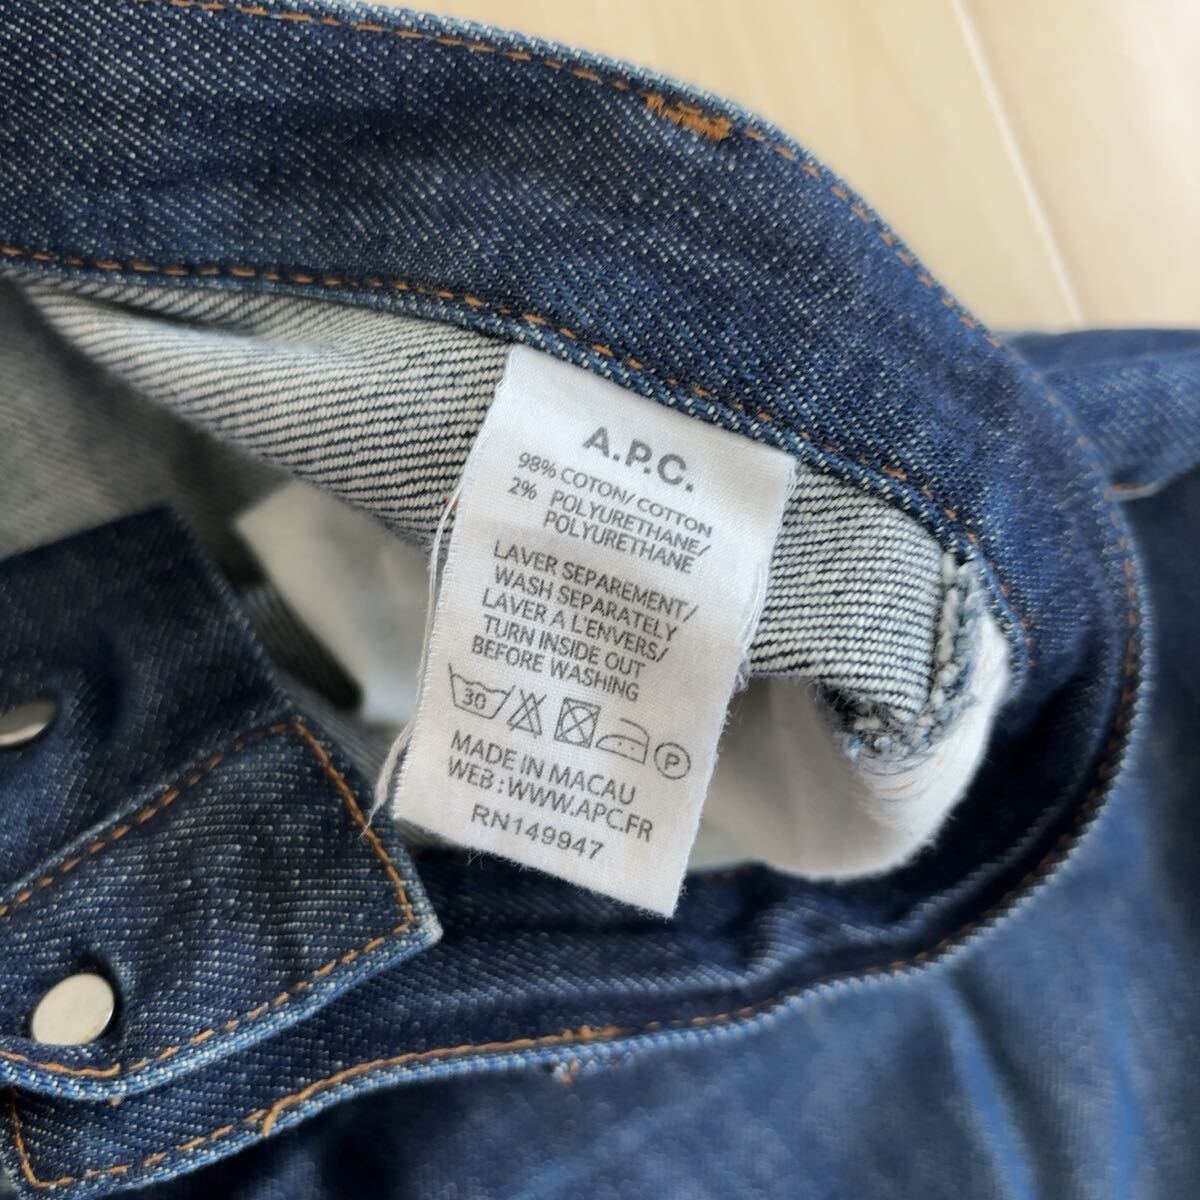 A.P.C.
98% COTON/ COTTON
2% POLYURETHANE/
POLYURETHANE
LAVER SEPAREMENT/
WASH SEPARATELY
LAVER A L'ENVERS/
TURN INSIDE OUT
BEFORE WASHING
30 P
MADE IN MACAU
WEB:WWW.APC.FR
RN149947